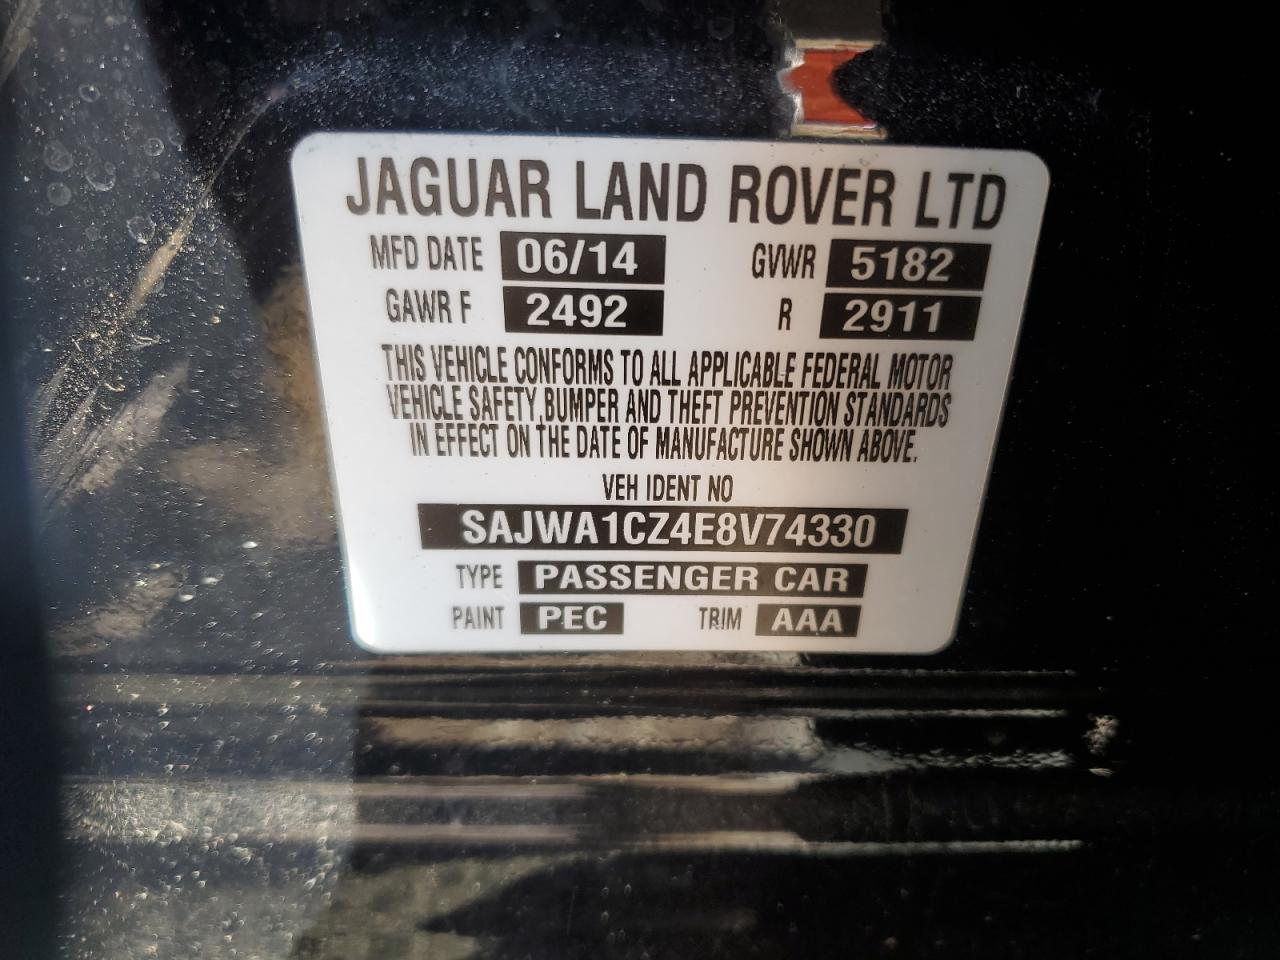 JAGUAR LAND ROVER LTD
MFD DATE 06/14 GVWR 5182
GAWR F 2492 R 2911
THIS VEHICLE CONFORMS TO ALL APPLICABLE FEDERAL MOTOR
VEHICLE SAFETY,BUMPER AND THEFT PREVENTION STANDARDS
IN EFFECT ON THE DATE OF MANUFACTURE SHOWN ABOVE.
VEH IDENT NO
SAJWA1CZ4E8V74330
TYPE PASSENGER CAR
PAINT PEC TRIM AAA